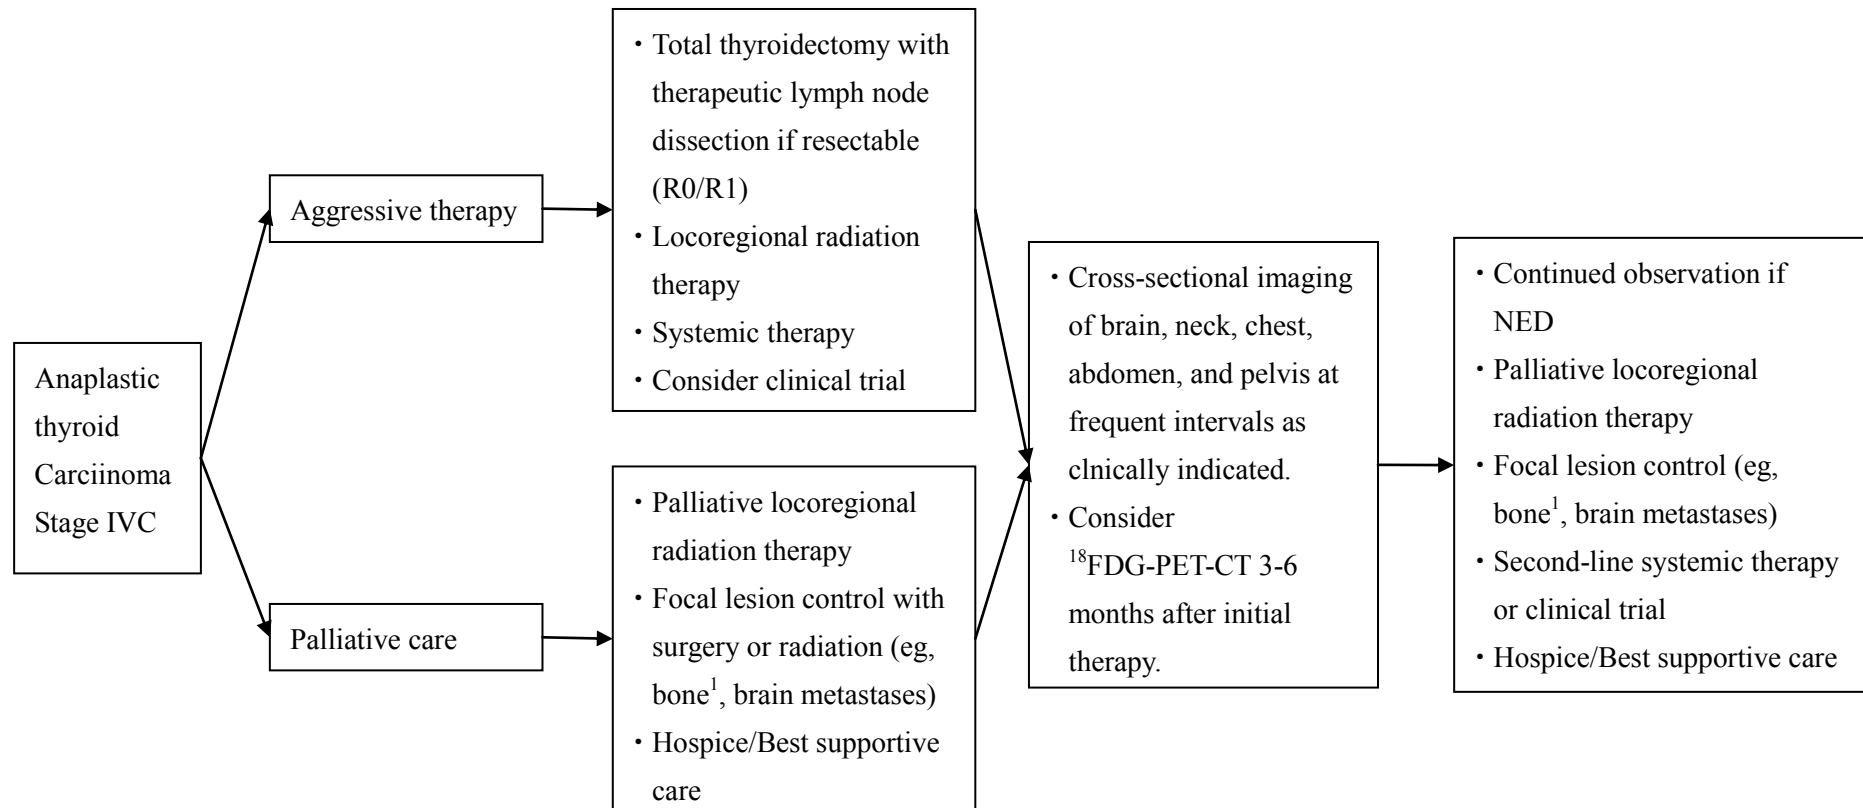 Anaplastic
thyroid
Carciinoma
Stage IVC
Aggressive therapy
・Total thyroidectomy with
therapeutic lymph node
dissection if resectable
(R0/R1)
・Locoregional radiation
therapy
・Systemic therapy
・Consider clinical trial
Palliative care
・Palliative locoregional
radiation therapy
・Focal lesion control with
surgery or radiation (eg,
bone¹, brain metastases)
・Hospice/Best supportive
care
・Cross-sectional imaging
of brain, neck, chest,
abdomen, and pelvis at
frequent intervals as
clnically indicated.
・Consider
¹⁸FDG-PET-CT 3-6
months after initial
therapy.
・Continued observation if
NED
・Palliative locoregional
radiation therapy
・Focal lesion control (eg,
bone¹, brain metastases)
・Second-line systemic therapy
or clinical trial
・Hospice/Best supportive care